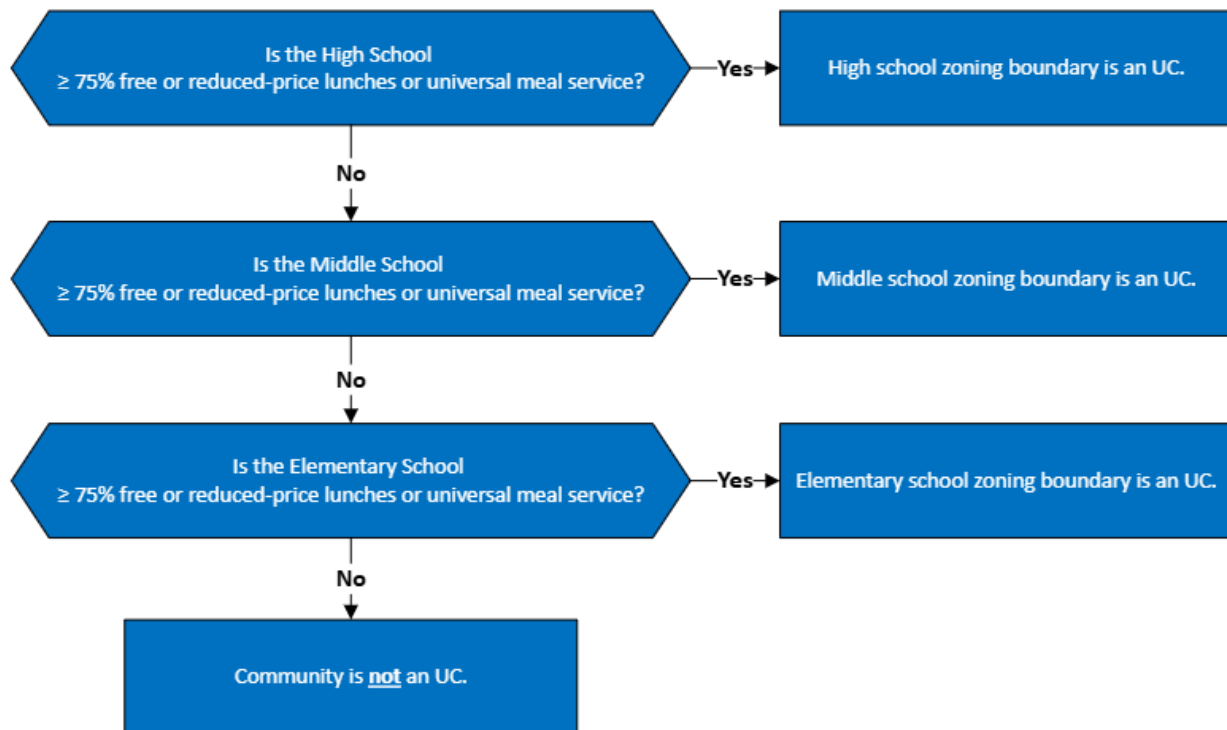 Is the High School
≥ 75% free or reduced-price lunches or universal meal service?
Yes
High school zoning boundary is an UC.
No
Is the Middle School
≥ 75% free or reduced-price lunches or universal meal service?
Yes
Middle school zoning boundary is an UC.
No
Is the Elementary School
≥ 75% free or reduced-price lunches or universal meal service?
Yes
Elementary school zoning boundary is an UC.
No
Community is not an UC.